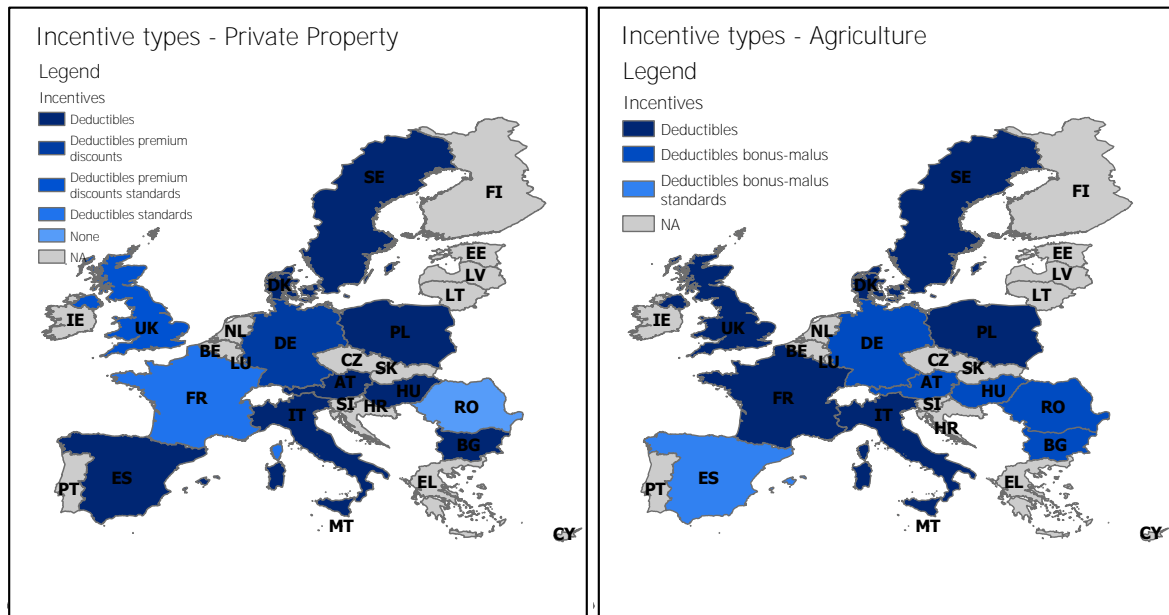 Incentive types - Private Property
Legend
Incentives
Deductibles
Deductibles premium
discounts
Deductibles premium
discounts standards
Deductibles standards
None
NA
SE
FI
EE
LV
LT
DK
IE
UK
NL
BE
LU
DE
PL
CZ
SK
AT
HU
FR
SI
HR
RO
IT
BG
ES
PT
EL
MT
CY
Incentive types - Agriculture
Legend
Incentives
Deductibles
Deductibles bonus-malus
Deductibles bonus-malus
standards
NA
SE
FI
EE
LV
LT
DK
IE
UK
NL
BE
LU
DE
PL
CZ
SK
AT
HU
FR
SI
HR
RO
IT
BG
ES
PT
EL
MT
CY